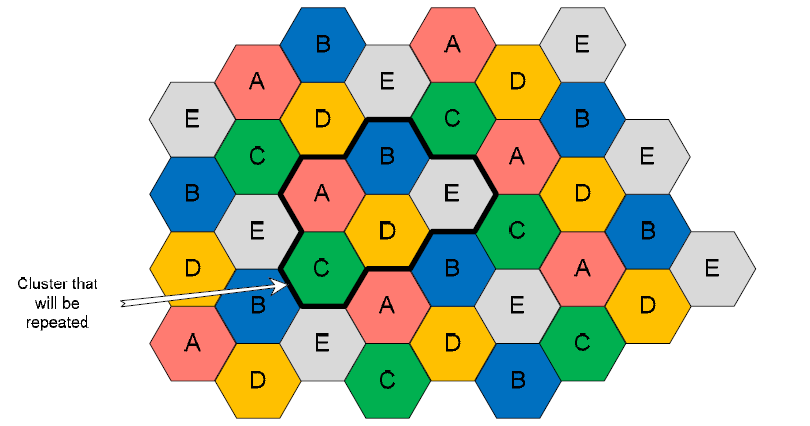 B A E
A E D
E D C B
C B A E
B A E D
E D C B
D C B A E
B A E D
A E D C
D C B
Cluster that
will be
repeated